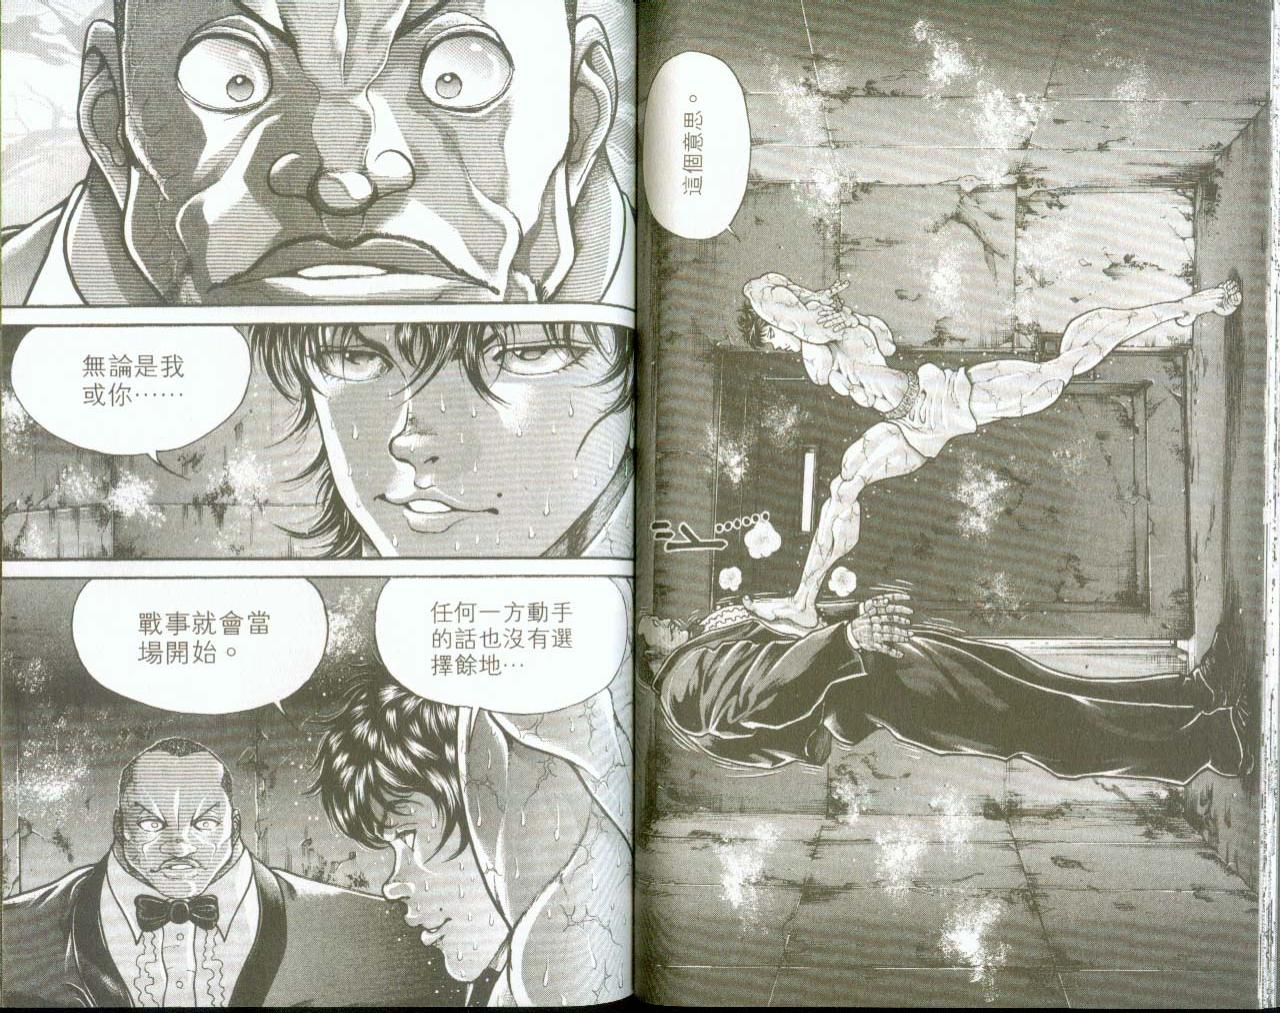 這個意思。
無論是我
或你……
任何一方動手
的話也沒有選
擇餘地…
戰事就會當
場開始。